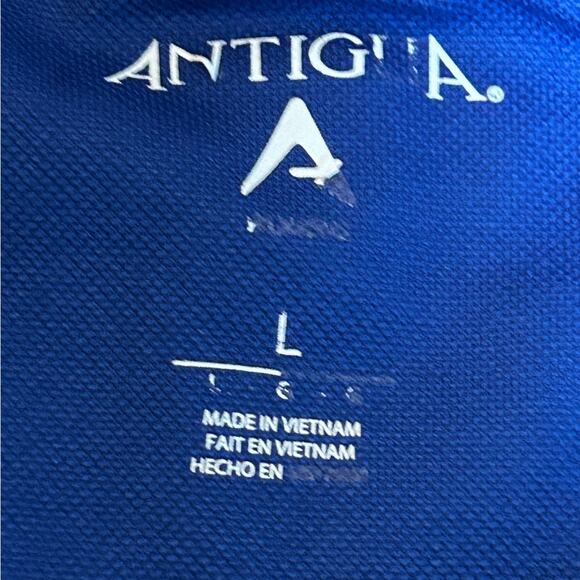 ANTIGUA®
L
MADE IN VIETNAM
FAIT EN VIETNAM
HECHO EN